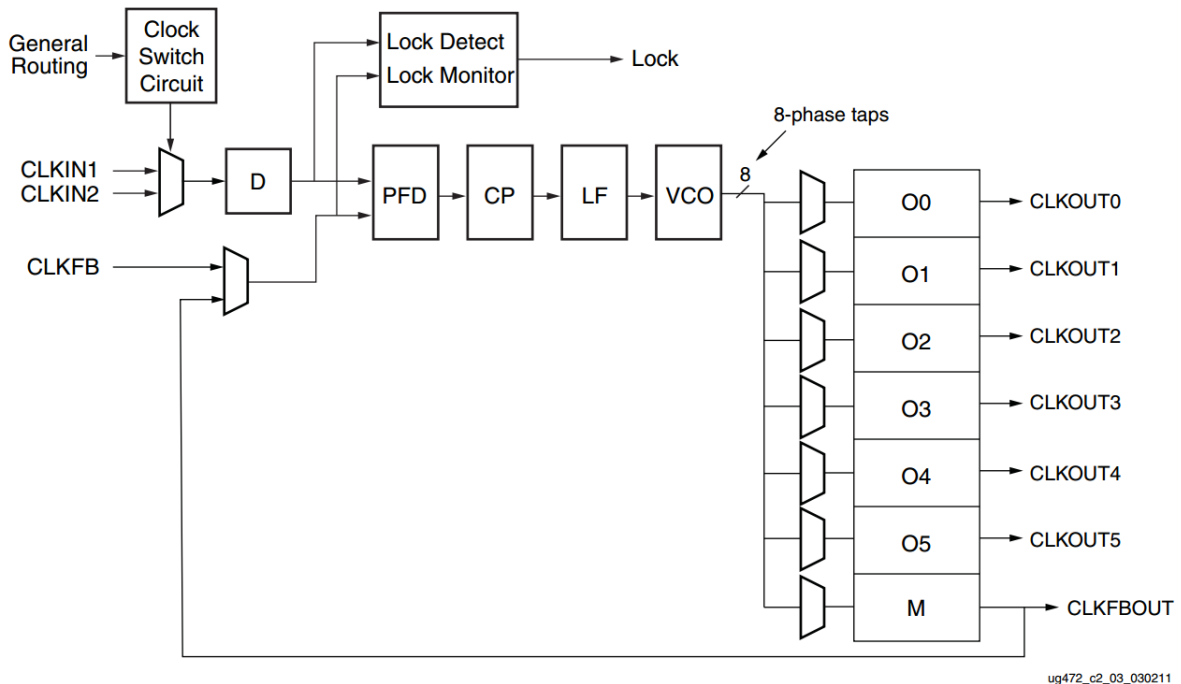 General
Routing
Clock
Switch
Circuit
Lock Detect
Lock Monitor
Lock
8-phase taps
CLKIN1
CLKIN2
D
PFD
CP
LF
VCO
8
CLKFB
O0
CLKOUT0
O1
CLKOUT1
O2
CLKOUT2
O3
CLKOUT3
O4
CLKOUT4
O5
CLKOUT5
M
CLKFBOUT
ug472_c2_03_030211